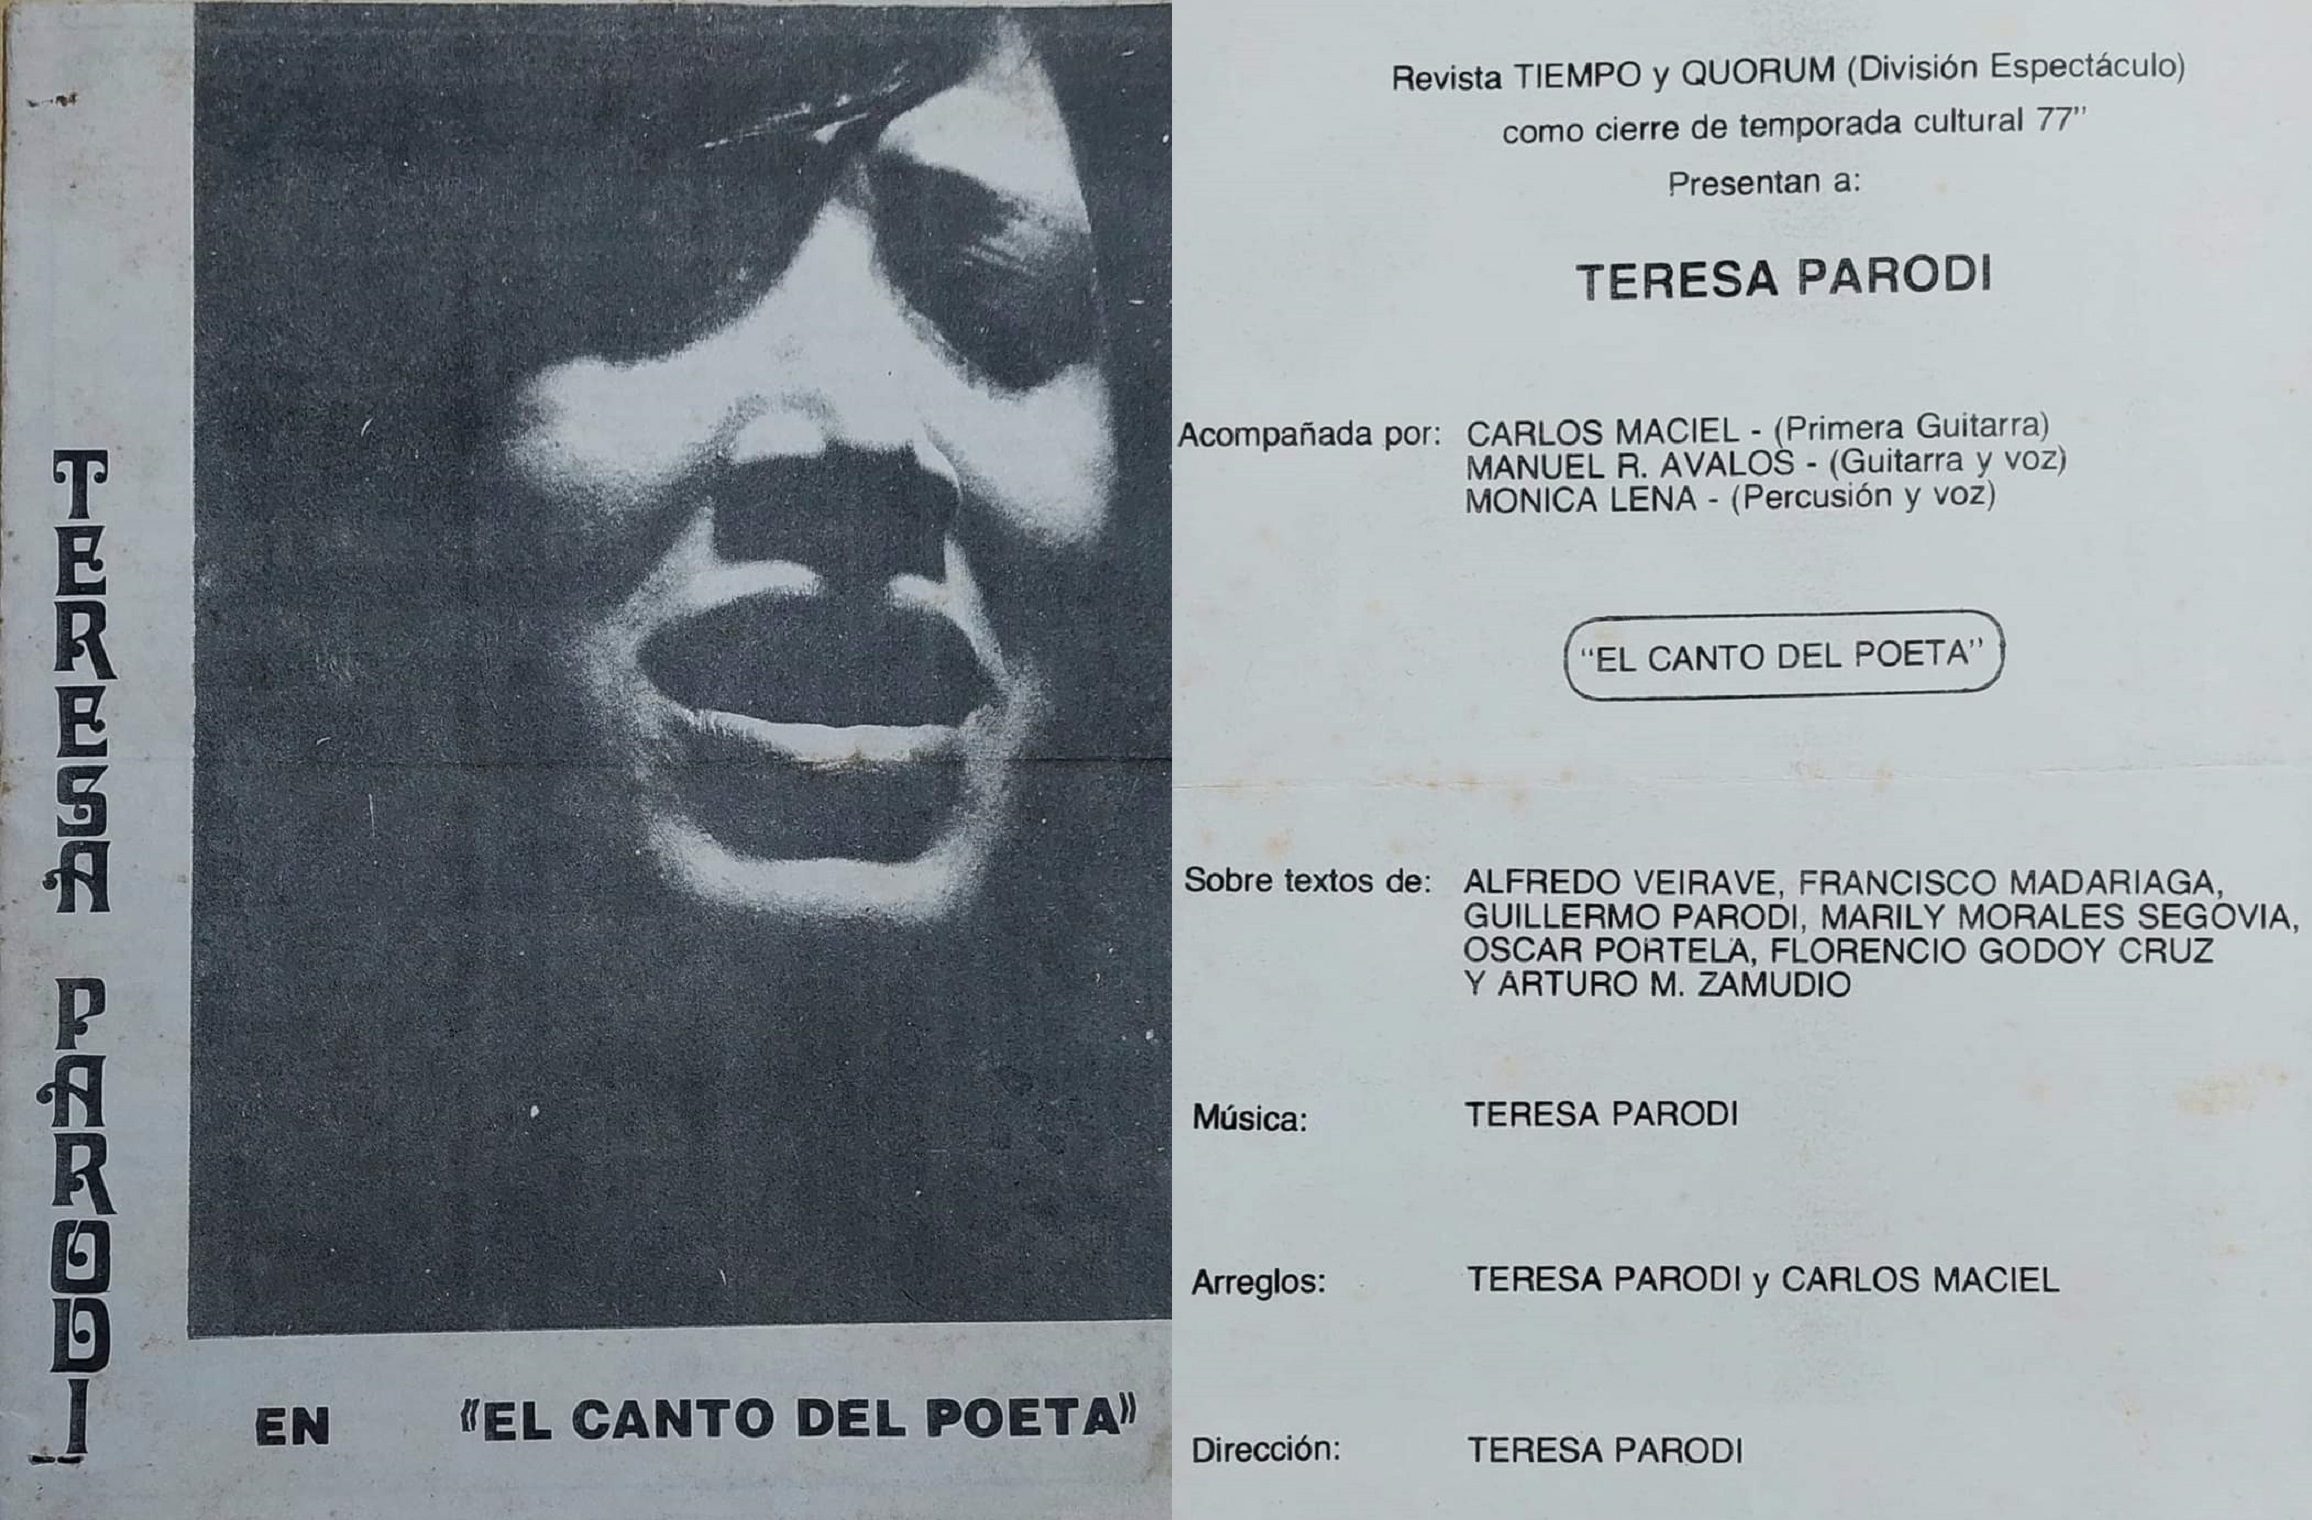 TERESA PARODI
EN "EL CANTO DEL POETA"
Revista TIEMPO y QUORUM (División Espectáculo)
como cierre de temporada cultural 77"
Presentan a:
TERESA PARODI
Acompañada por: CARLOS MACIEL - (Primera Guitarra)
MANUEL R. AVALOS - (Guitarra y voz)
MONICA LENA - (Percusión y voz)
"EL CANTO DEL POETA"
Sobre textos de: ALFREDO VEIRAVE, FRANCISCO MADARIAGA,
GUILLERMO PARODI, MARILY MORALES SEGOVIA,
OSCAR PORTELA, FLORENCIO GODOY CRUZ
Y ARTURO M. ZAMUDIO
Música: TERESA PARODI
Arreglos: TERESA PARODI y CARLOS MACIEL
Dirección: TERESA PARODI